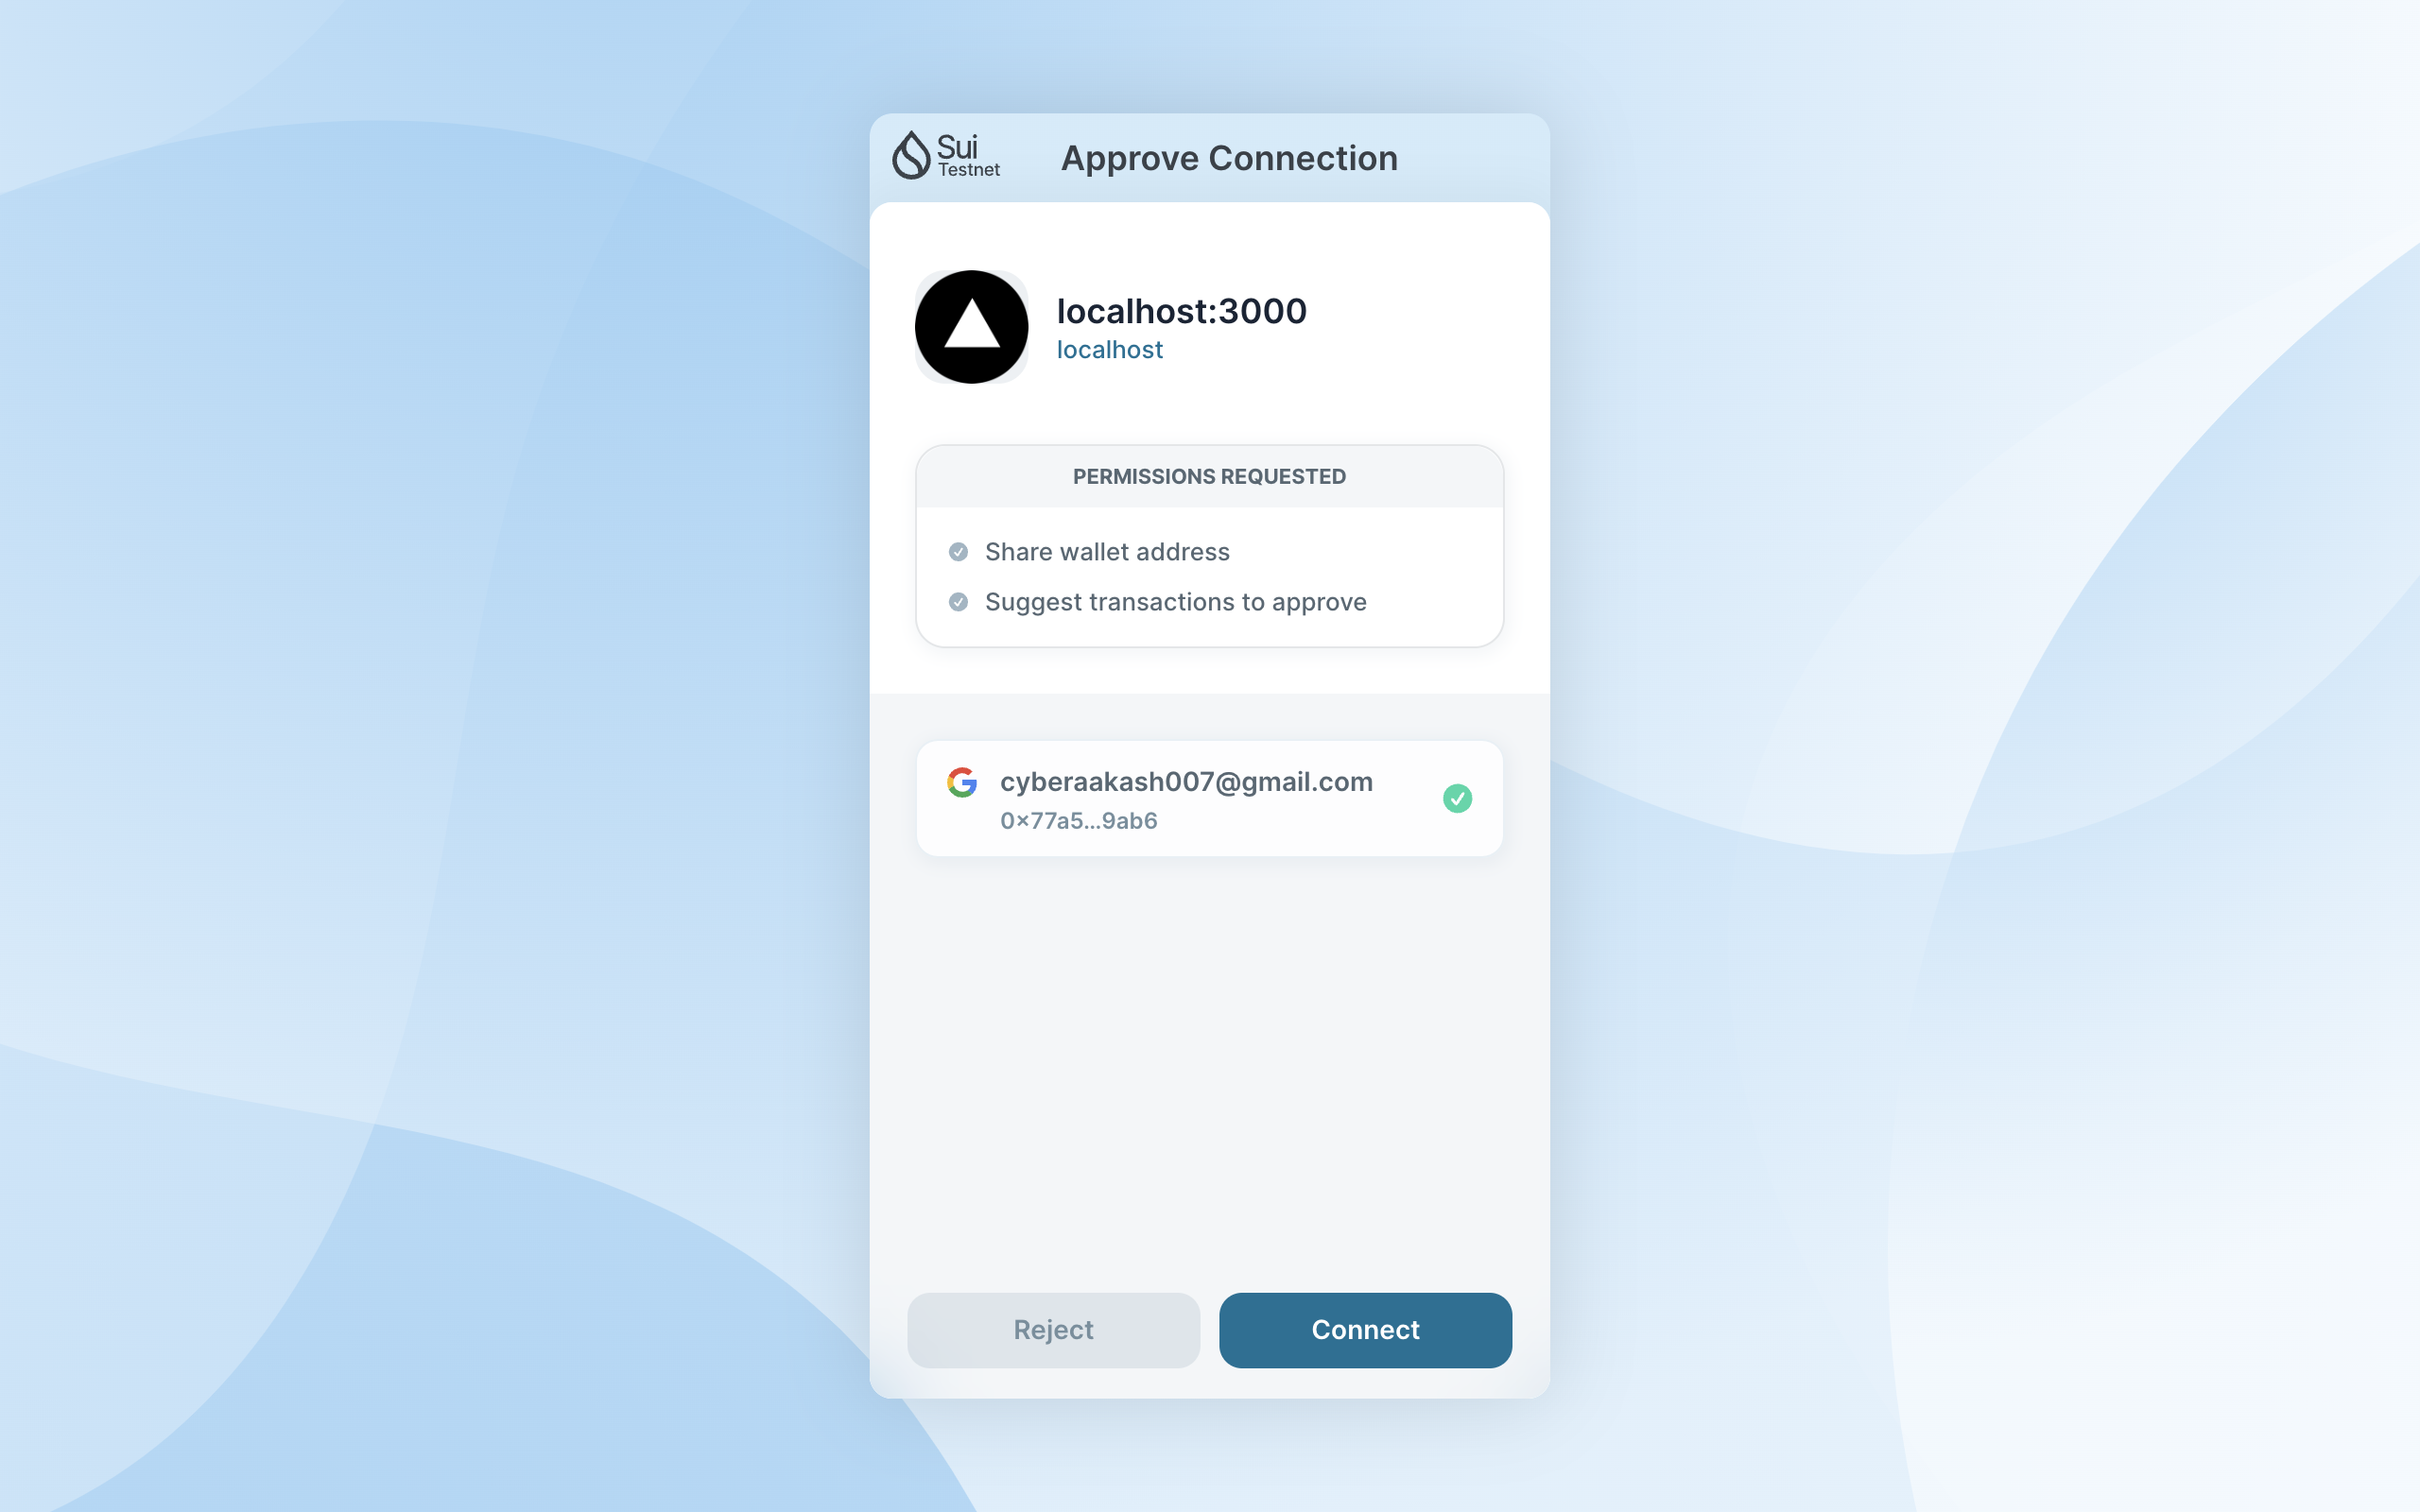 Sui
Testnet
Approve Connection
localhost:3000
localhost
PERMISSIONS REQUESTED
Share wallet address
Suggest transactions to approve
cyberaakash007@gmail.com
0×77a5...9ab6
Reject
Connect